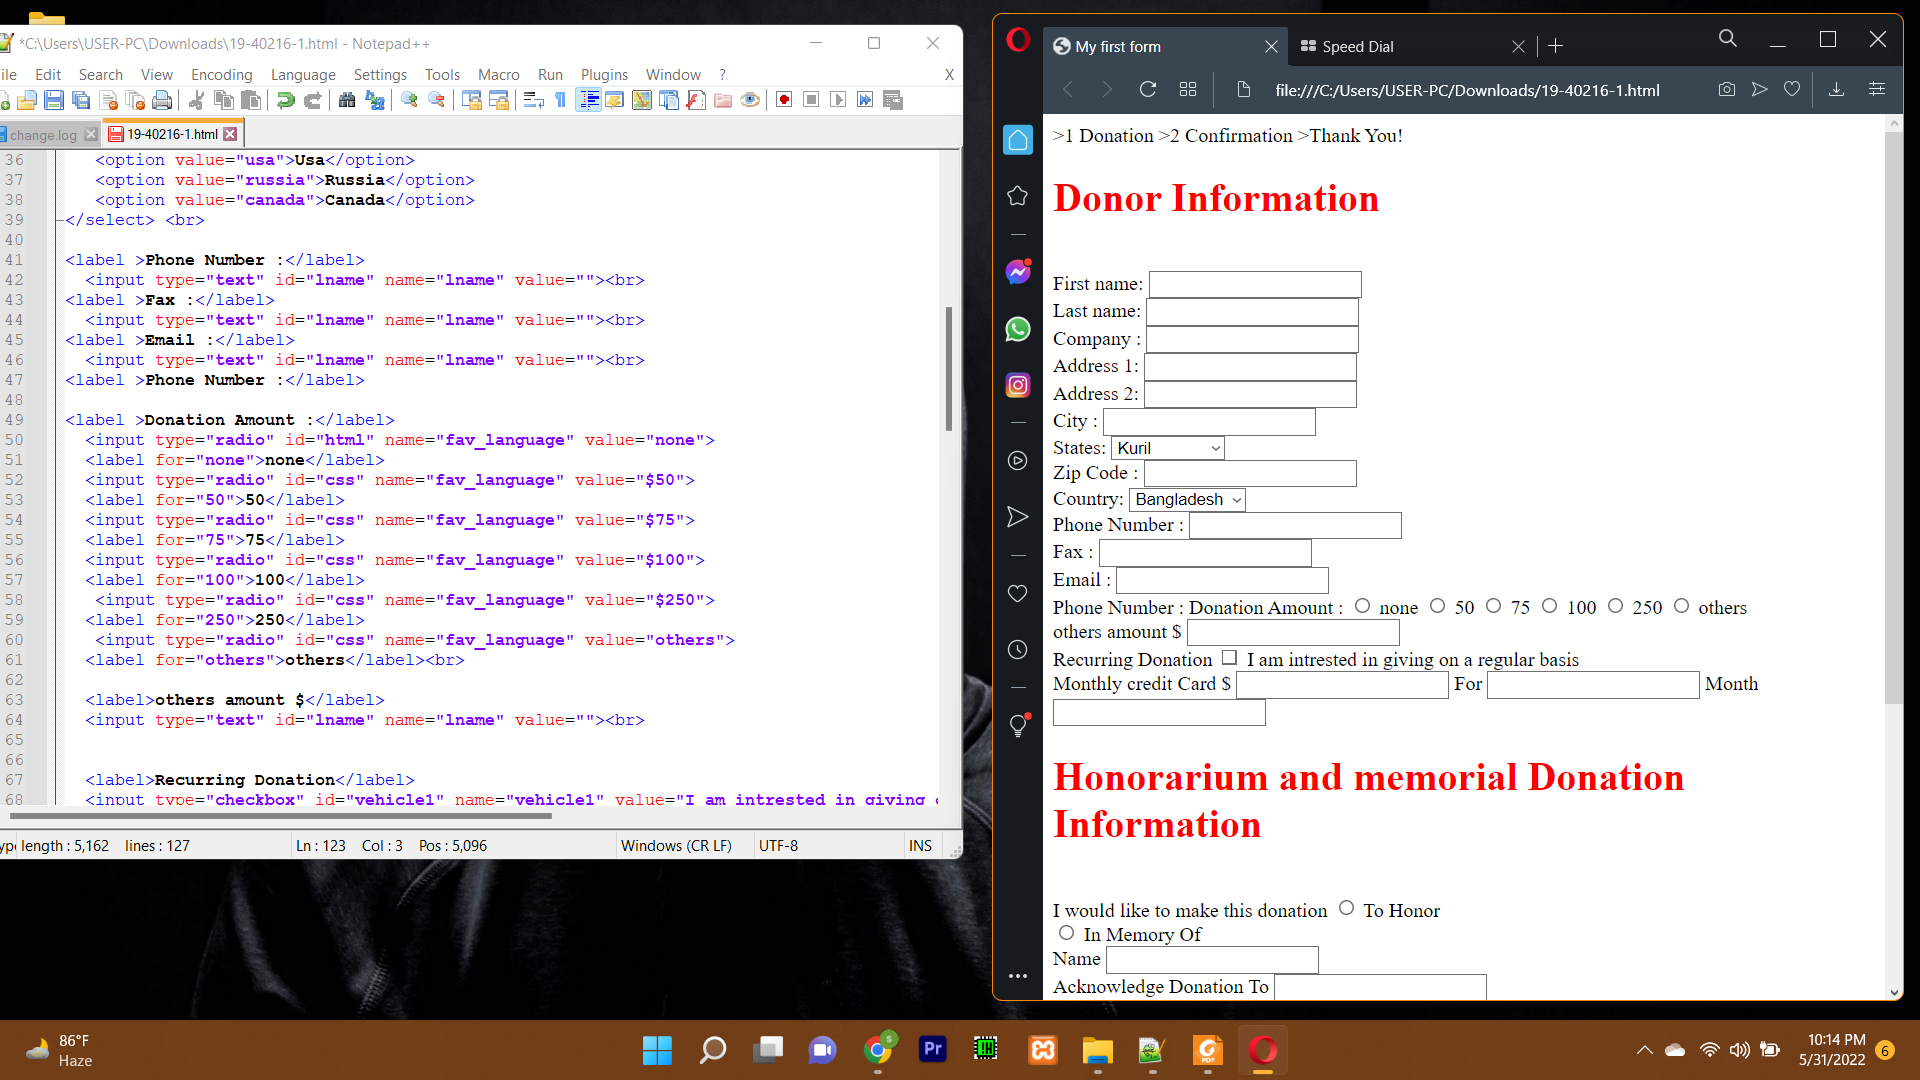 *C:\Users\USER-PC\Downloads\19-40216-1.html - Notepad++
ile Edit Search View Encoding Language Settings Tools Macro Run Plugins Window ? X
change.log
19-40216-1.html
36 <option value="usa">Usa</option>
37 <option value="russia">Russia</option>
38 <option value="canada">Canada</option>
39 </select> <br>
40
41 <label >Phone Number :</label>
42 <input type="text" id="lname" name="lname" value=""><br>
43 <label >Fax :</label>
44 <input type="text" id="lname" name="lname" value=""><br>
45 <label >Email :</label>
46 <input type="text" id="lname" name="lname" value=""><br>
47 <label >Phone Number :</label>
48
49 <label >Donation Amount :</label>
50 <input type="radio" id="html" name="fav_language" value="none">
51 <label for="none">none</label>
52 <input type="radio" id="css" name="fav_language" value="$50">
53 <label for="50">50</label>
54 <input type="radio" id="css" name="fav_language" value="$75">
55 <label for="75">75</label>
56 <input type="radio" id="css" name="fav_language" value="$100">
57 <label for="100">100</label>
58 <input type="radio" id="css" name="fav_language" value="$250">
59 <label for="250">250</label>
60 <input type="radio" id="css" name="fav_language" value="others">
61 <label for="others">others</label><br>
62
63 <label>others amount $</label>
64 <input type="text" id="lname" name="lname" value=""><br>
65
66
67 <label>Recurring Donation</label>
68 <input type="checkbox" id="vehicle1" name="vehicle1" value="I am intrested in giving
length : 5,162 lines : 127 Ln : 123 Col : 3 Pos : 5,096 Windows (CR LF) UTF-8 INS
My first form
Speed Dial
file:///C:/Users/USER-PC/Downloads/19-40216-1.html
>1 Donation >2 Confirmation >Thank You!
Donor Information
First name:
Last name:
Company :
Address 1:
Address 2:
City :
States: Kuril
Zip Code :
Country: Bangladesh
Phone Number :
Fax :
Email :
Phone Number : Donation Amount : none 50 75 100 250 others
others amount $
Recurring Donation I am intrested in giving on a regular basis
Monthly credit Card $ For Month
Honorarium and memorial Donation
Information
I would like to make this donation To Honor
In Memory Of
Name
Acknowledge Donation To
86°F
Haze
S
Pr
PDF
10:14 PM
5/31/2022
6